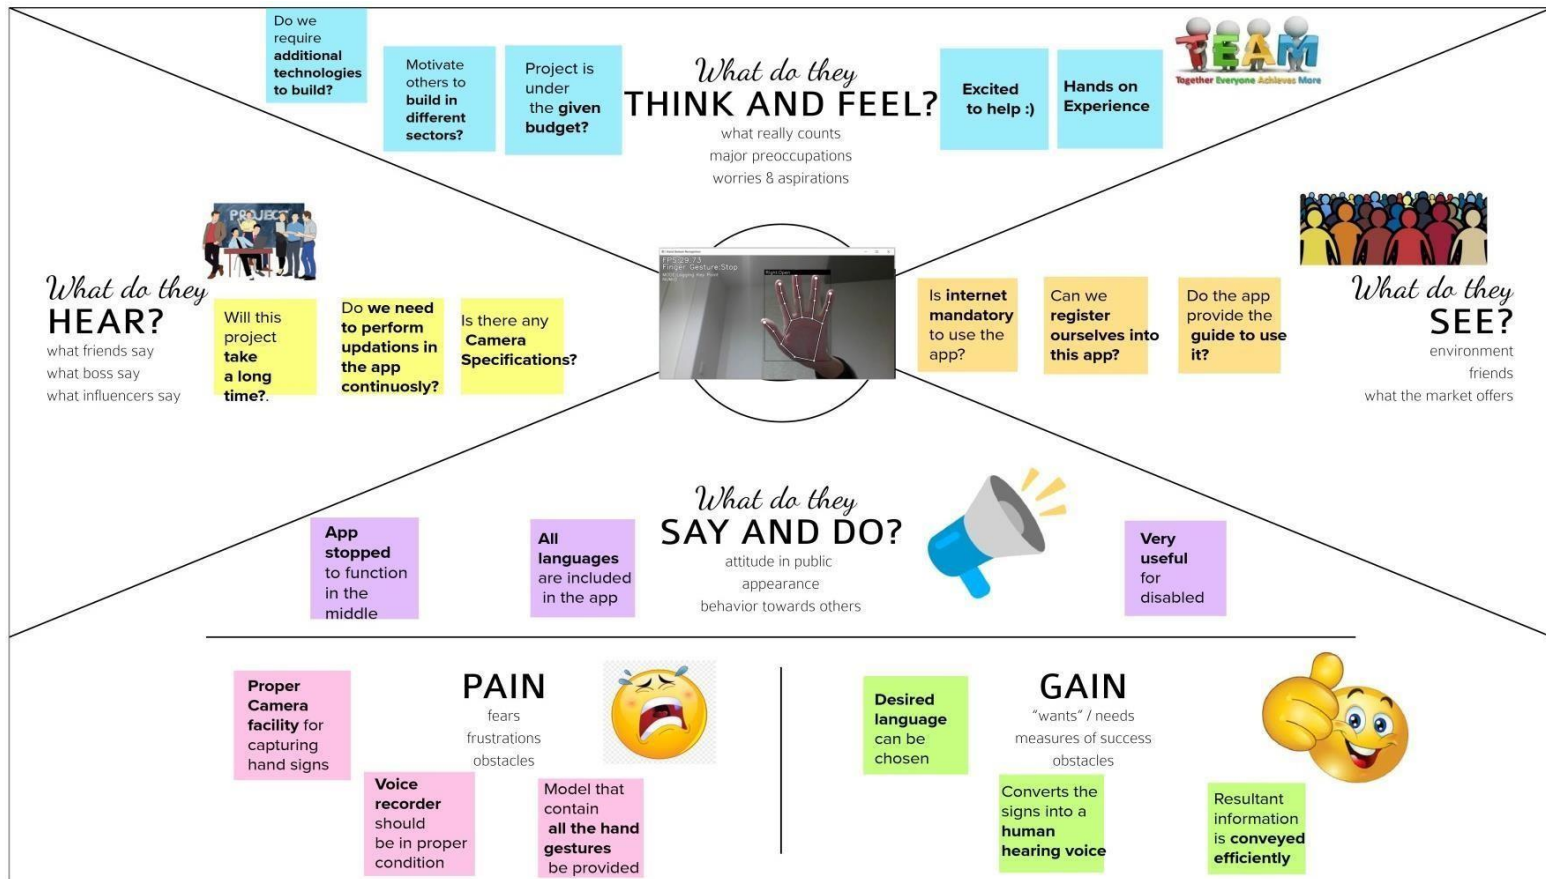 Do we
require
additional
technologies
to build?
Motivate
others to
build in
different
sectors?
Project is
under
the given
budget?
What do they
THINK AND FEEL?
what really counts
major preoccupations
worries & aspirations
Excited
to help :)
Hands on
Experience
TEAM
Together Everyone Achieves More
PROJECT
What do they
HEAR?
what friends say
what boss say
what influencers say
Will this
project
take
a long
time?.
Do we need
to perform
updations in
the app
continuosly?
Is there any
Camera
Specifications?
FPS:29.73
Finger Gesture:Stop
Right:Open
Is internet
mandatory
to use the
app?
Can we
register
ourselves into
this app?
Do the app
provide the
guide to use
it?
What do they
SEE?
environment
friends
what the market offers
What do they
SAY AND DO?
attitude in public
appearance
behavior towards others
App
stopped
to function
in the
middle
All
languages
are included
in the app
Very
useful
for
disabled
PAIN
fears
frustrations
obstacles
Proper
Camera
facility for
capturing
hand signs
Voice
recorder
should
be in proper
condition
Model that
contain
all the hand
gestures
be provided
GAIN
"wants" / needs
measures of success
obstacles
Desired
language
can be
chosen
Converts the
signs into a
human
hearing voice
Resultant
information
is conveyed
efficiently